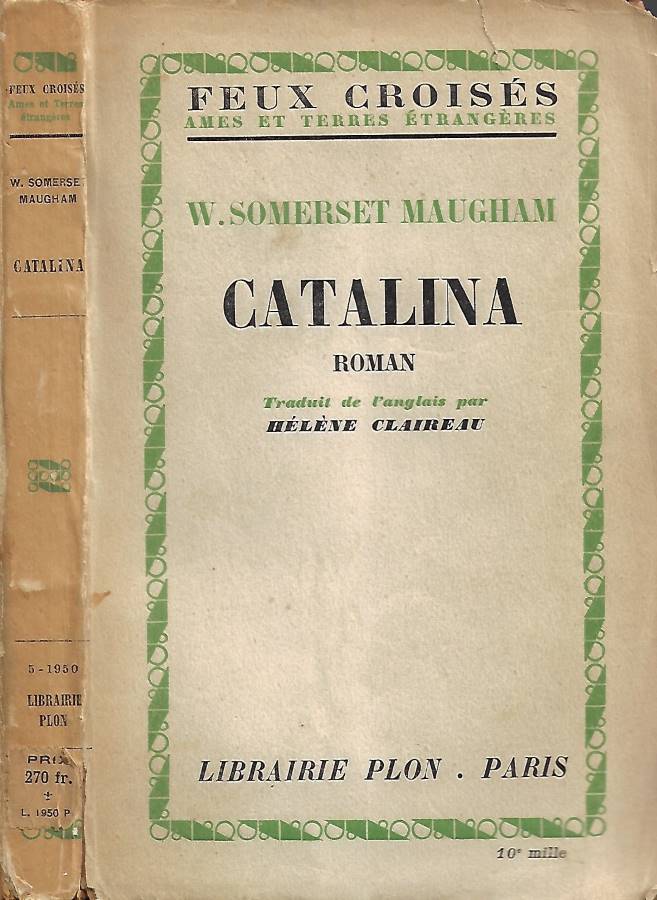 FEUX CROISÉS
Ames et Terres
étrangères
W. SOMERSE
MAUGHAM
CATALINA
5-1950
LIBRAIRIE
PLON
PRIX
270 fr.
L. 1950 P
FEUX CROISÉS
AMES ET TERRES ÉTRANGÈRES
W. SOMERSET MAUGHAM
CATALINA
ROMAN
Traduit de l'anglais par
HÉLÈNE CLAIREAU
LIBRAIRIE PLON . PARIS
10e mille